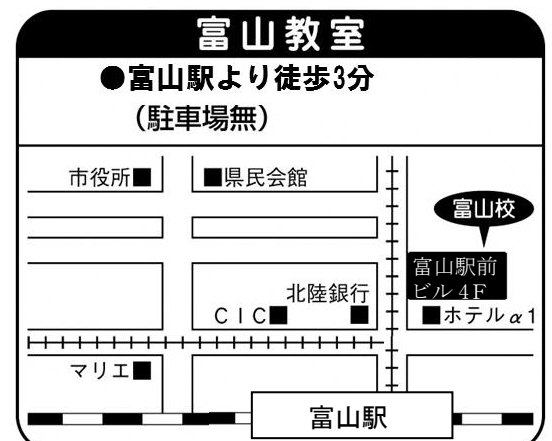 富山教室
●富山駅より徒歩3分
（駐車場無）
市役所■
■県民会館
富山校
富山駅前
ビル4F
北陸銀行
CIC■
■
■ホテルα1
マリエ■
富山駅